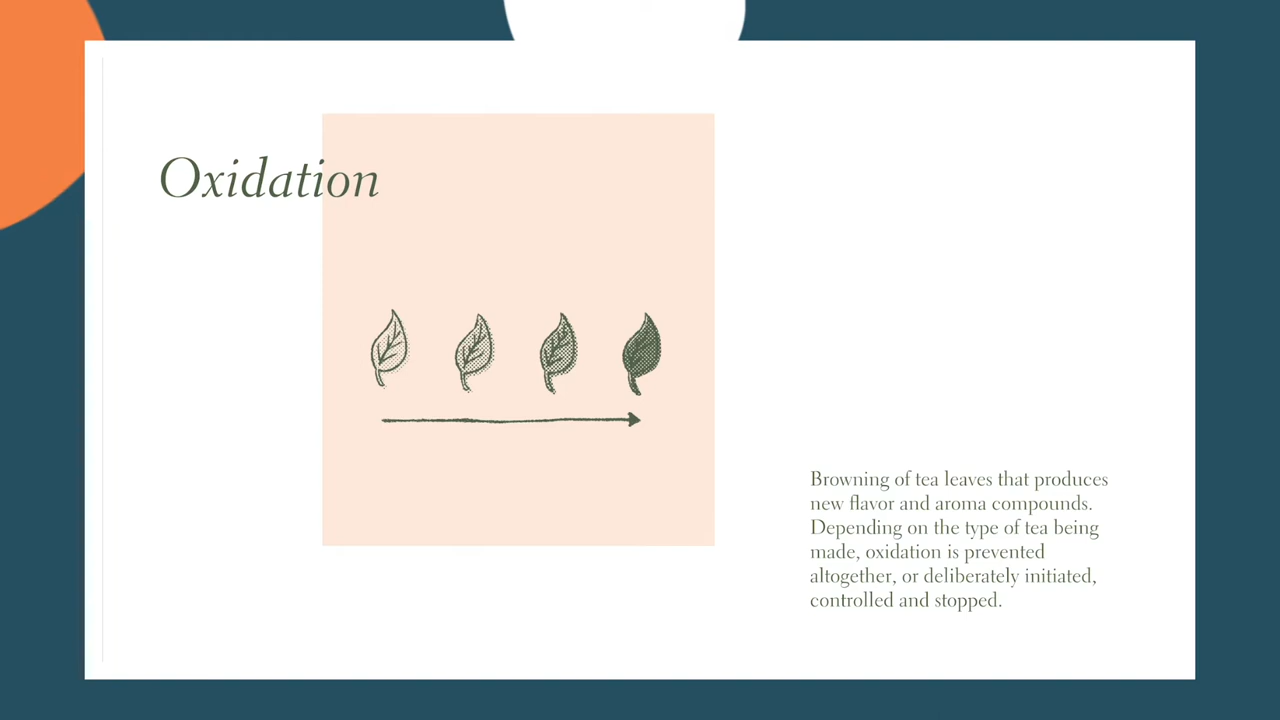 Oxidation
Browning of tea leaves that produces
new flavor and aroma compounds.
Depending on the type of tea being
made, oxidation is prevented
altogether, or deliberately initiated,
controlled and stopped.